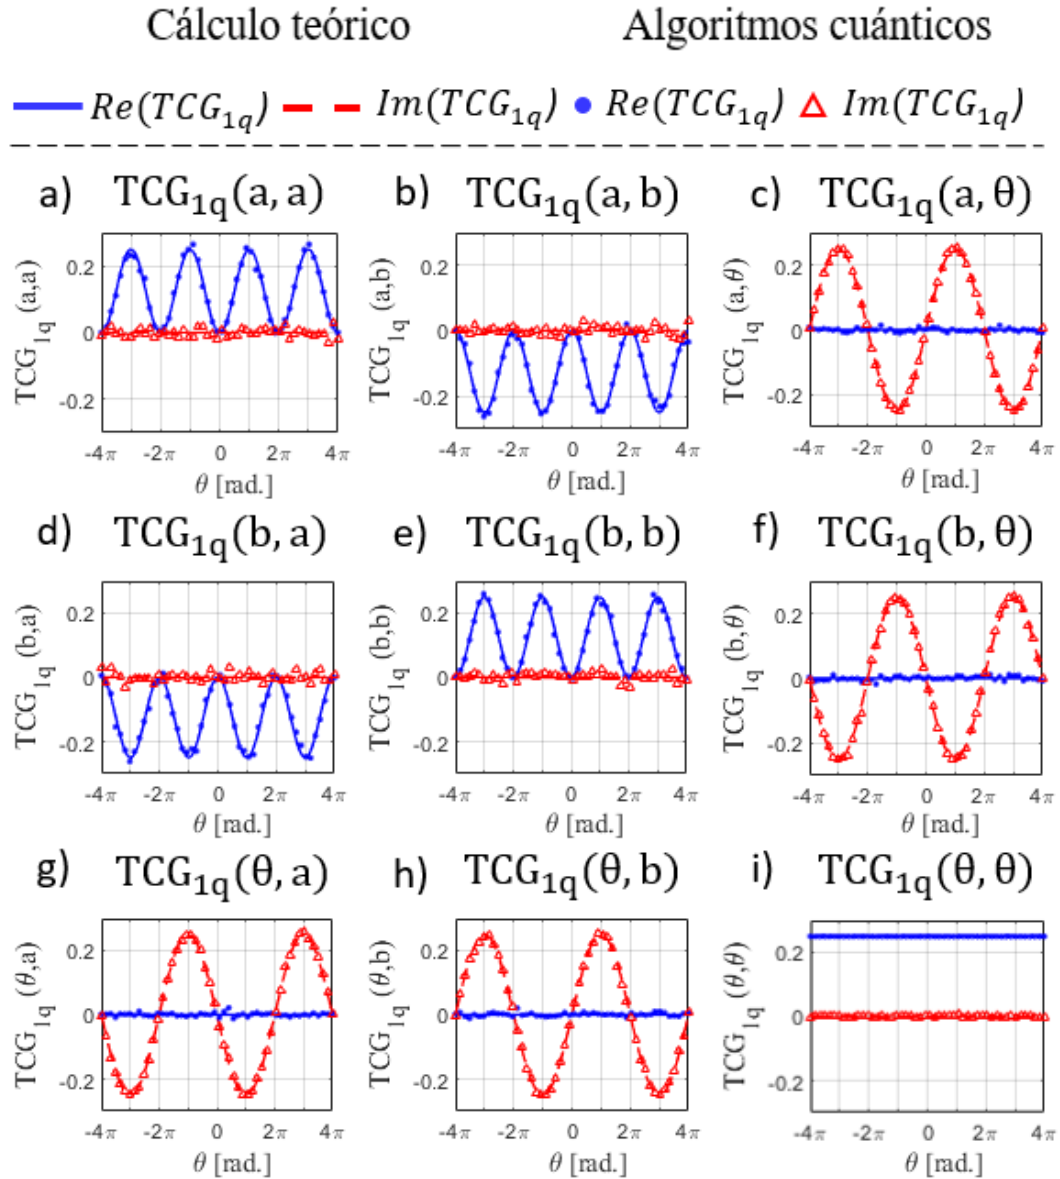 Cálculo teórico Algoritmos cuánticos
Re(TCG1q) Im(TCG1q) Re(TCG1q) Im(TCG1q)
a) TCG1q(a, a) b) TCG1q(a, b) c) TCG1q(a, θ)
TCG1q (a,a) 0.2 0 -0.2
-4π -2π 0 2π 4π
θ [rad.]
TCG1q (a,b) 0.2 0 -0.2
-4π -2π 0 2π 4π
θ [rad.]
TCG1q (a,θ) 0.2 0 -0.2
-4π -2π 0 2π 4π
θ [rad.]
d) TCG1q(b, a) e) TCG1q(b, b) f) TCG1q(b, θ)
TCG1q (b,a) 0.2 0 -0.2
-4π -2π 0 2π 4π
θ [rad.]
TCG1q (b,b) 0.2 0 -0.2
-4π -2π 0 2π 4π
θ [rad.]
TCG1q (b,θ) 0.2 0 -0.2
-4π -2π 0 2π 4π
θ [rad.]
g) TCG1q(θ, a) h) TCG1q(θ, b) i) TCG1q(θ, θ)
TCG1q (θ,a) 0.2 0 -0.2
-4π -2π 0 2π 4π
θ [rad.]
TCG1q (θ,b) 0.2 0 -0.2
-4π -2π 0 2π 4π
θ [rad.]
TCG1q (θ,θ) 0.2 0 -0.2
-4π -2π 0 2π 4π
θ [rad.]